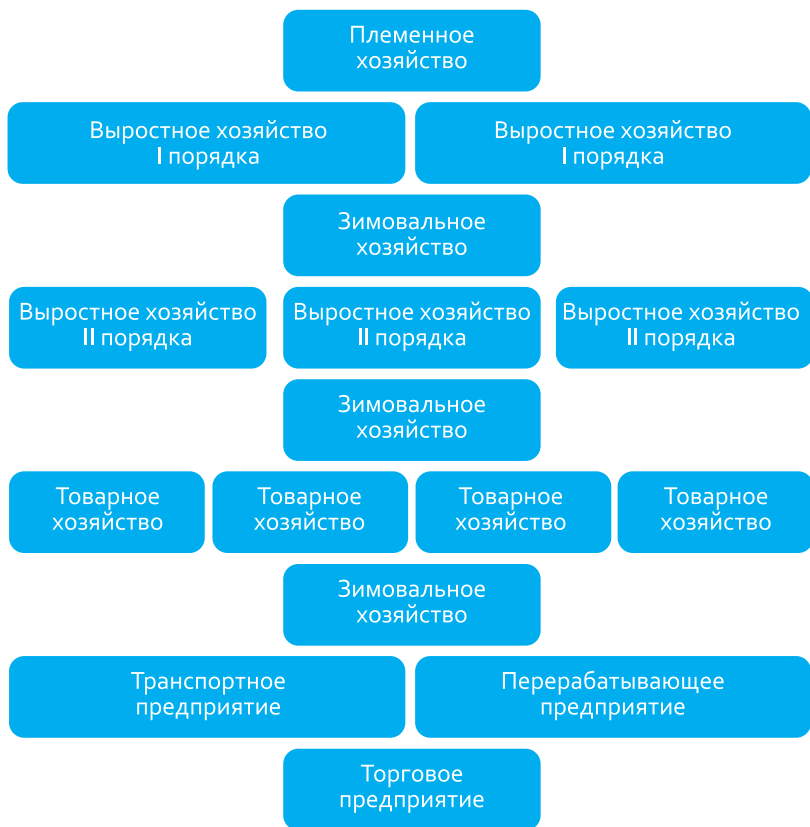 Племенное
хозяйство
Выростное хозяйство
I порядка
Выростное хозяйство
I порядка
Зимовальное
хозяйство
Выростное хозяйство
II порядка
Выростное хозяйство
II порядка
Выростное хозяйство
II порядка
Зимовальное
хозяйство
Товарное
хозяйство
Товарное
хозяйство
Товарное
хозяйство
Товарное
хозяйство
Зимовальное
хозяйство
Транспортное
предприятие
Перерабатывающее
предприятие
Торговое
предприятие